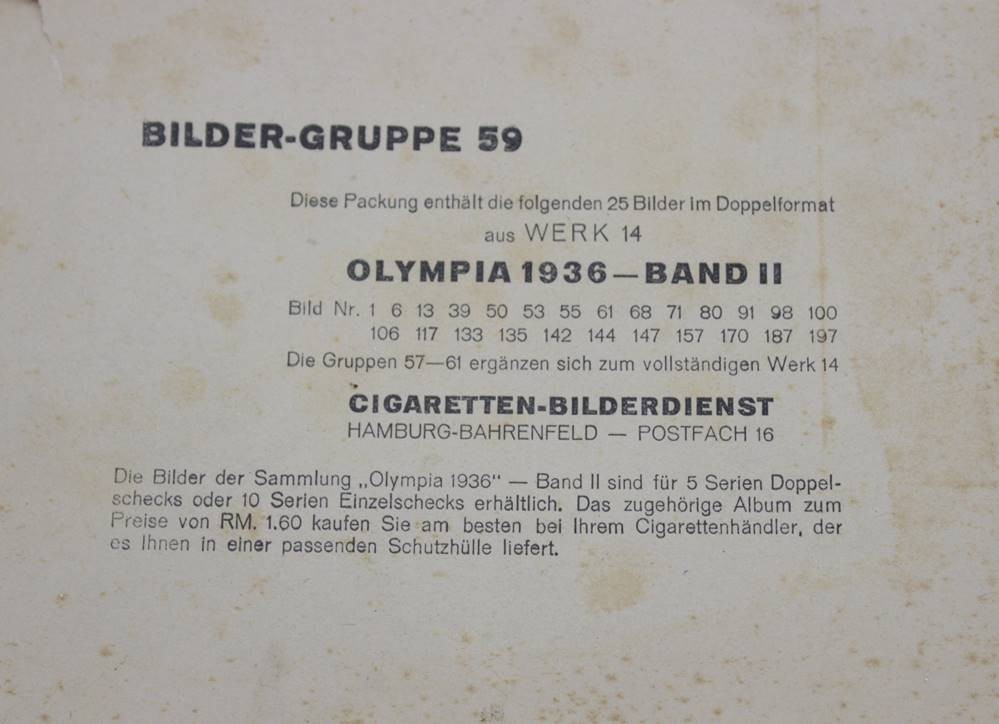 BILDER-GRUPPE 59
Diese Packung enthält die folgenden 25 Bilder im Doppelformat
aus WERK 14
OLYMPIA 1936—BAND II
Bild Nr. 1 6 13 39 50 53 55 61 68 71 80 91 98 100
106 117 133 135 142 144 147 157 170 187 197
Die Gruppen 57—61 ergänzen sich zum vollständigen Werk 14
CIGARETTEN-BILDERDIENST
HAMBURG-BAHRENFELD — POSTFACH 16
Die Bilder der Sammlung „Olympia 1936“ — Band II sind für 5 Serien Doppel-
schecks oder 10 Serien Einzelschecks erhältlich. Das zugehörige Album zum
Preise von RM. 1.60 kaufen Sie am besten bei Ihrem Cigarettenhändler, der
es Ihnen in einer passenden Schutzhülle liefert.